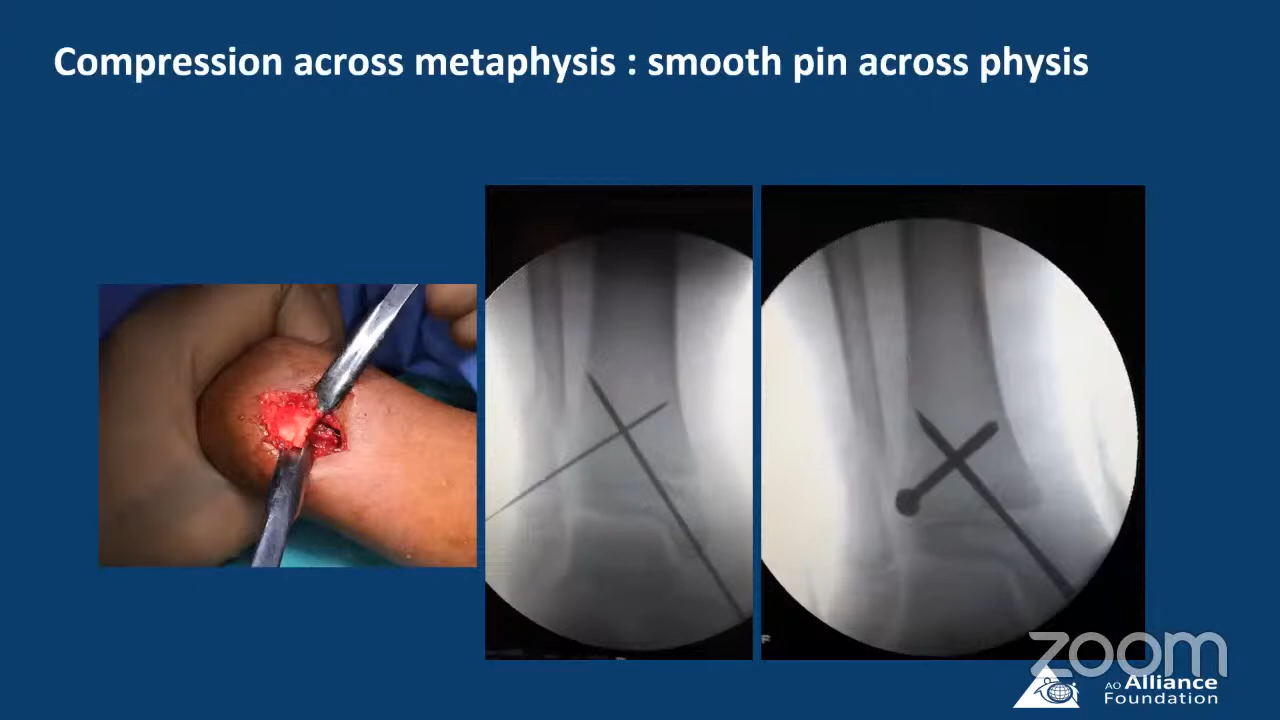 Compression across metaphysis : smooth pin across physis
zoom
AO Alliance
Foundation